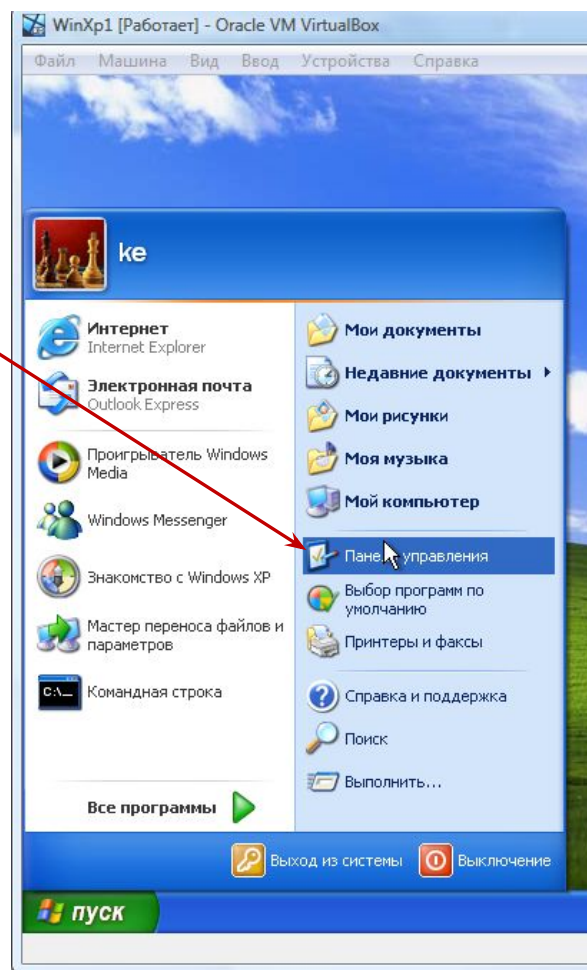 WinXp1 [Работает] - Oracle VM VirtualBox
Файл Машина Вид Ввод Устройства Справка
ke
Интернет
Internet Explorer
Электронная почта
Outlook Express
Проигрыватель Windows
Media
Windows Messenger
Знакомство с Windows XP
Мастер переноса файлов и
параметров
C:\_
Командная строка
Все программы
Мои документы
Недавние документы
Мои рисунки
Моя музыка
Мой компьютер
Панель управления
Выбор программ по
умолчанию
Принтеры и факсы
Справка и поддержка
Поиск
Выполнить...
Выход из системы
Выключение
пуск